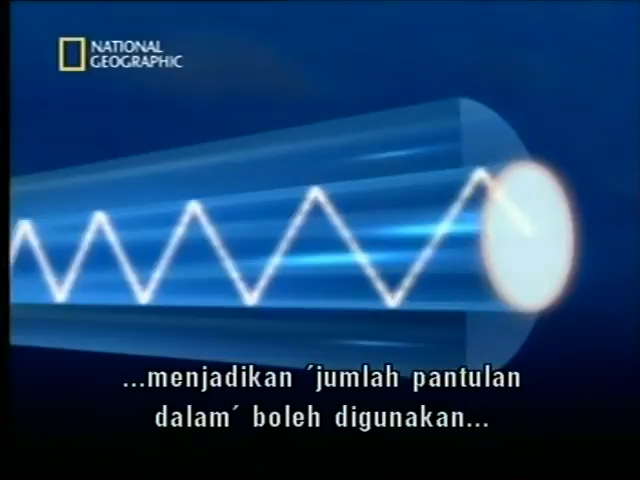 NATIONAL
GEOGRAPHIC
...menjadikan ´jumlah pantulan
dalam´ boleh digunakan...